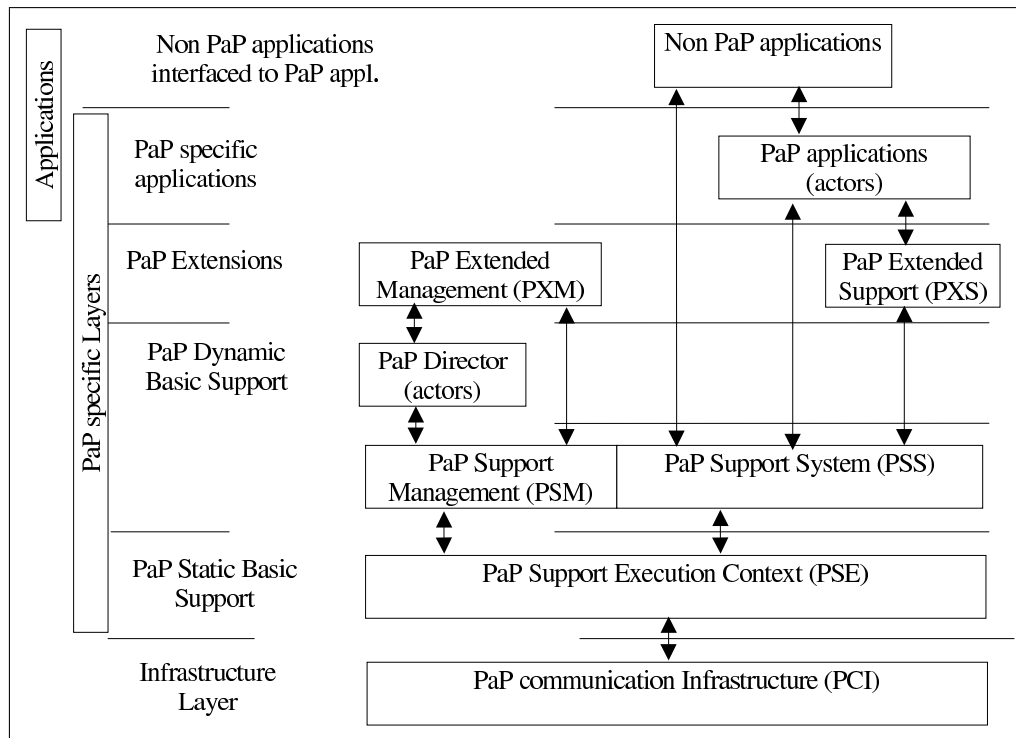 Applications
Non PaP applications
interfaced to PaP appl.
Non PaP applications
PaP specific Layers
PaP specific
applications
PaP applications
(actors)
PaP Extensions
PaP Extended
Management (PXM)
PaP Extended
Support (PXS)
PaP Dynamic
Basic Support
PaP Director
(actors)
PaP Support
Management (PSM)
PaP Support System (PSS)
PaP Static Basic
Support
PaP Support Execution Context (PSE)
Infrastructure
Layer
PaP communication Infrastructure (PCI)